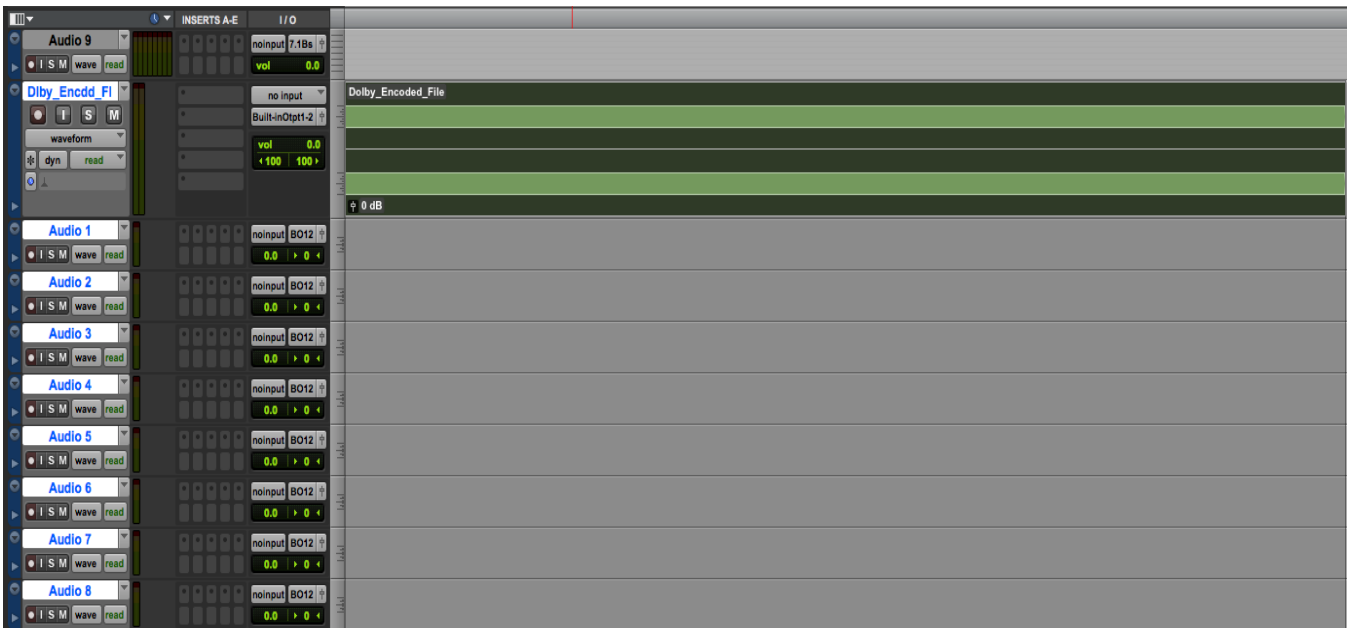 INSERTS A-E I / O
Audio 9 noinput 7.1Bs
I S M wave read vol 0.0
Dlby_Encdd_Fl no input Dolby_Encoded_File
I S M Built-inOtpt1-2
waveform vol 0.0
dyn read 100 100
0 dB
Audio 1 noinput BO12
I S M wave read 0.0 0
Audio 2 noinput BO12
I S M wave read 0.0 0
Audio 3 noinput BO12
I S M wave read 0.0 0
Audio 4 noinput BO12
I S M wave read 0.0 0
Audio 5 noinput BO12
I S M wave read 0.0 0
Audio 6 noinput BO12
I S M wave read 0.0 0
Audio 7 noinput BO12
I S M wave read 0.0 0
Audio 8 noinput BO12
I S M wave read 0.0 0